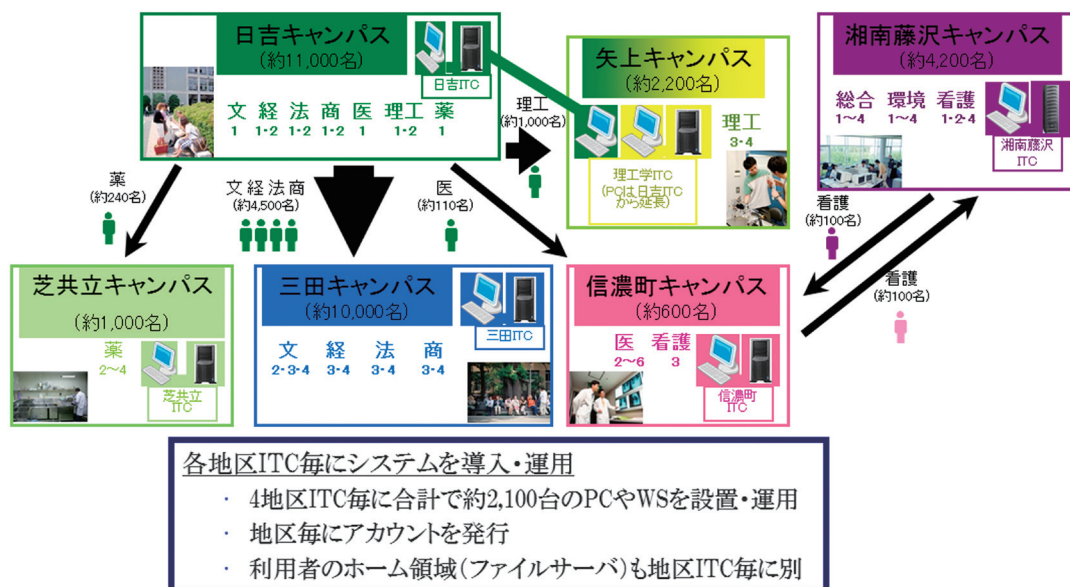 日吉キャンパス
(約11,000名)
日吉ITC
文 経 法 商 医 理工 薬
1 1・2 1・2 1・2 1 1・2 1
理工
(約1,000名)
矢上キャンパス
(約2,200名)
理工
3・4
理工学ITC
(PCは日吉ITC
から延長)
湘南藤沢キャンパス
(約4,200名)
総合 環境 看護
1～4 1～4 1・2・4
湘南藤沢
ITC
薬
(約240名)
文経法商
(約4,500名)
医
(約110名)
看護
(約100名)
看護
(約100名)
芝共立キャンパス
(約1,000名)
薬
2～4
芝共立
ITC
三田キャンパス
(約10,000名)
三田ITC
文 経 法 商
2・3・4 3・4 3・4 3・4
信濃町キャンパス
(約600名)
医 看護
2～6 3
信濃町
ITC
各地区ITC毎にシステムを導入・運用
・ 4地区ITC毎に合計で約2,100台のPCやWSを設置・運用
・ 地区毎にアカウントを発行
・ 利用者のホーム領域(ファイルサーバ)も地区ITC毎に別